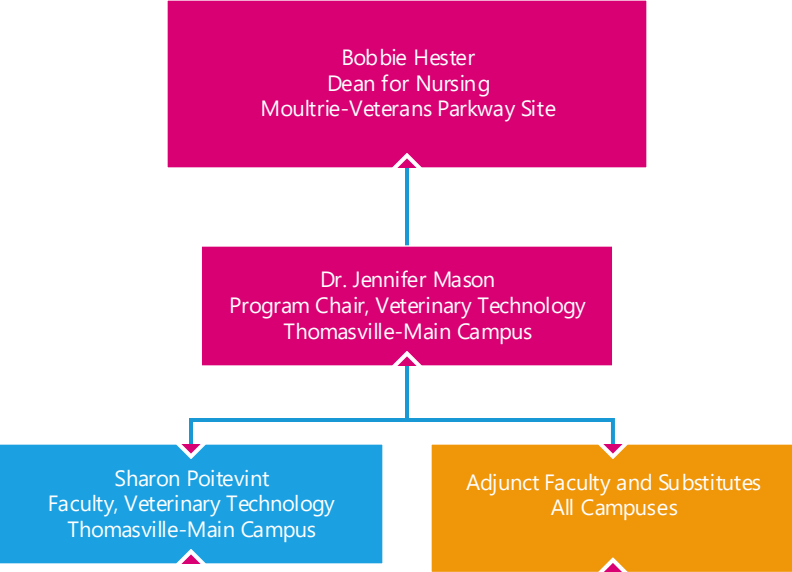 Bobbie Hester
Dean for Nursing
Moultrie-Veterans Parkway Site
Dr. Jennifer Mason
Program Chair, Veterinary Technology
Thomasville-Main Campus
Sharon Poitevint
Faculty, Veterinary Technology
Thomasville-Main Campus
Adjunct Faculty and Substitutes
All Campuses